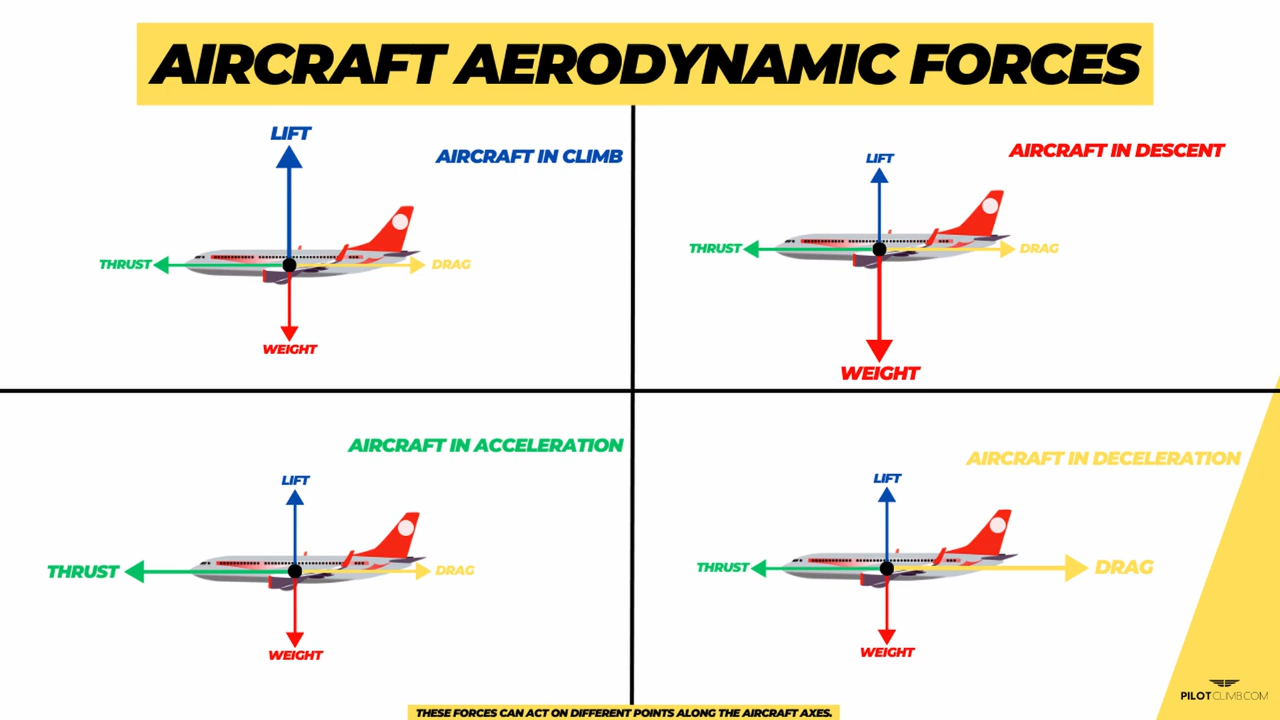 AIRCRAFT AERODYNAMIC FORCES
AIRCRAFT IN CLIMB
LIFT
THRUST
DRAG
WEIGHT
AIRCRAFT IN DESCENT
LIFT
THRUST
DRAG
WEIGHT
AIRCRAFT IN ACCELERATION
LIFT
THRUST
DRAG
WEIGHT
AIRCRAFT IN DECELERATION
LIFT
THRUST
DRAG
WEIGHT
PILOTCLIMB.COM
THESE FORCES CAN ACT ON DIFFERENT POINTS ALONG THE AIRCRAFT AXES.